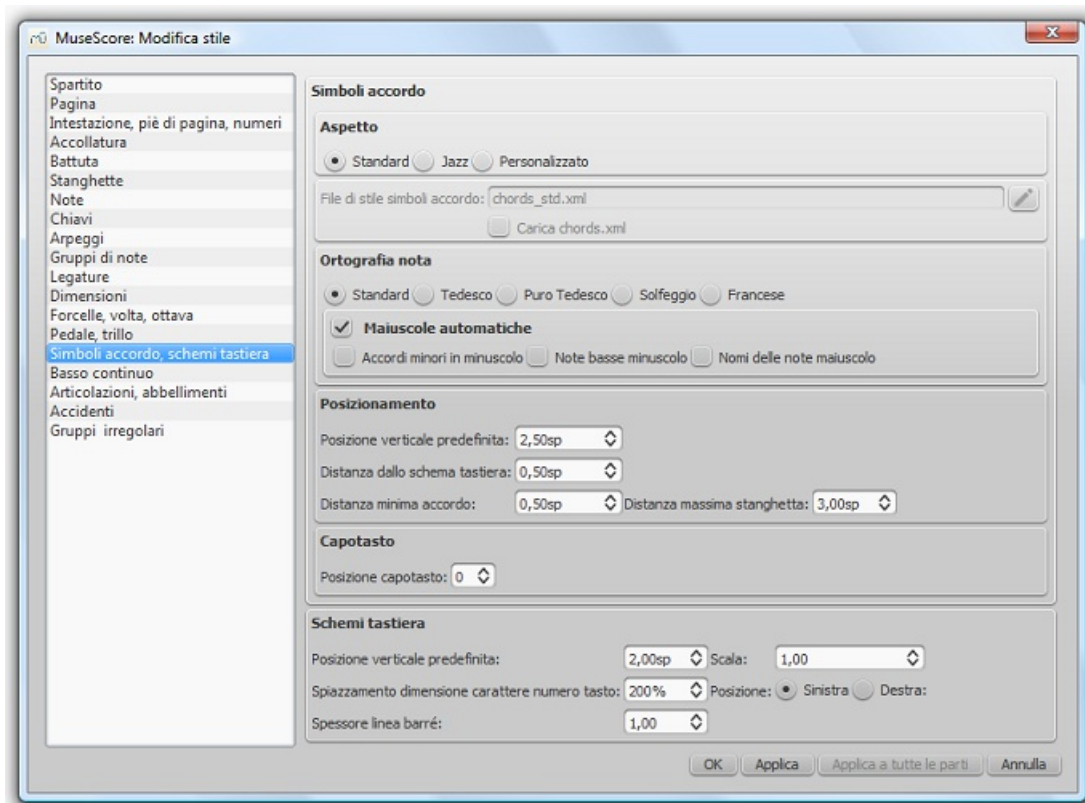 MuseScore: Modifica stile
Spartito
Pagina
Intestazione, piè di pagina, numeri
Accollatura
Battuta
Stanghette
Note
Chiavi
Arpeggi
Gruppi di note
Legature
Dimensioni
Forcelle, volta, ottava
Pedale, trillo
Simboli accordo, schemi tastiera
Basso continuo
Articolazioni, abbellimenti
Accidenti
Gruppi irregolari
Simboli accordo
Aspetto
Standard Jazz Personalizzato
File di stile simboli accordo: chords_std.xml
Carica chords.xml
Ortografia nota
Standard Tedesco Puro Tedesco Solfeggio Francese
Maiuscole automatiche
Accordi minori in minuscolo Note basse minuscolo Nomi delle note maiuscolo
Posizionamento
Posizione verticale predefinita: 2,50sp
Distanza dallo schema tastiera: 0,50sp
Distanza minima accordo: 0,50sp Distanza massima stanghetta: 3,00sp
Capotasto
Posizione capotasto: 0
Schemi tastiera
Posizione verticale predefinita: 2,00sp Scala: 1,00
Spiazzamento dimensione carattere numero tasto: 200% Posizione: Sinistra Destra:
Spessore linea barré: 1,00
OK Applica Applica a tutte le parti Annulla